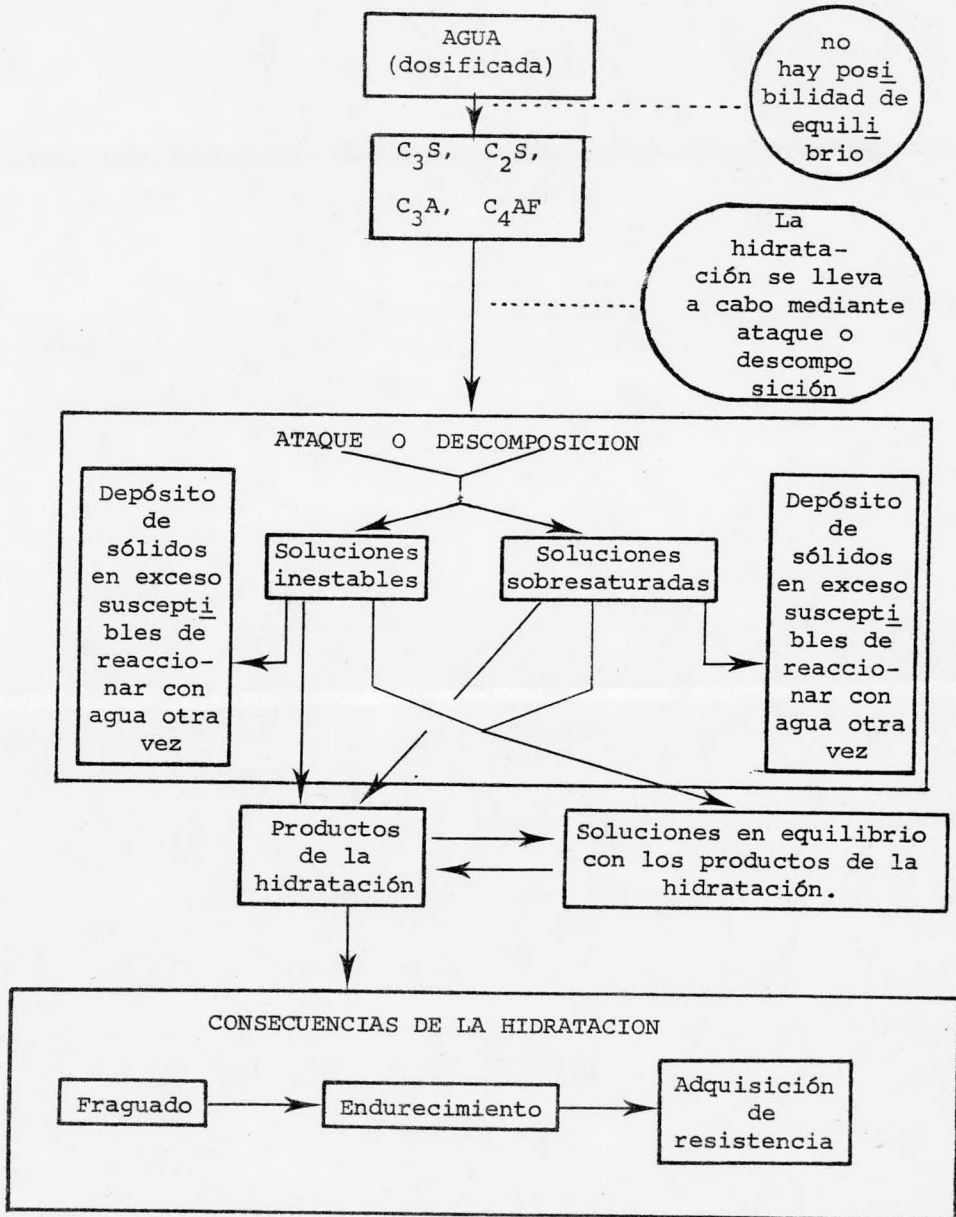 AGUA
(dosificada)
no
hay posi
bilidad de
equili
brio
C3S, C2S,
C3A, C4AF
La
hidrata-
ción se lleva
a cabo mediante
ataque o
descompo
sición
ATAQUE O DESCOMPOSICION
Depósito
de
sólidos
en exceso
suscepti
bles de
reaccio-
nar con
agua otra
vez
Soluciones
inestables
Soluciones
sobresaturadas
Depósito
de
sólidos
en exceso
suscepti
bles de
reaccio-
nar con
agua otra
vez
Productos
de la
hidratación
Soluciones en equilibrio
con los productos de la
hidratación.
CONSECUENCIAS DE LA HIDRATACION
Fraguado
Endurecimiento
Adquisición
de
resistencia